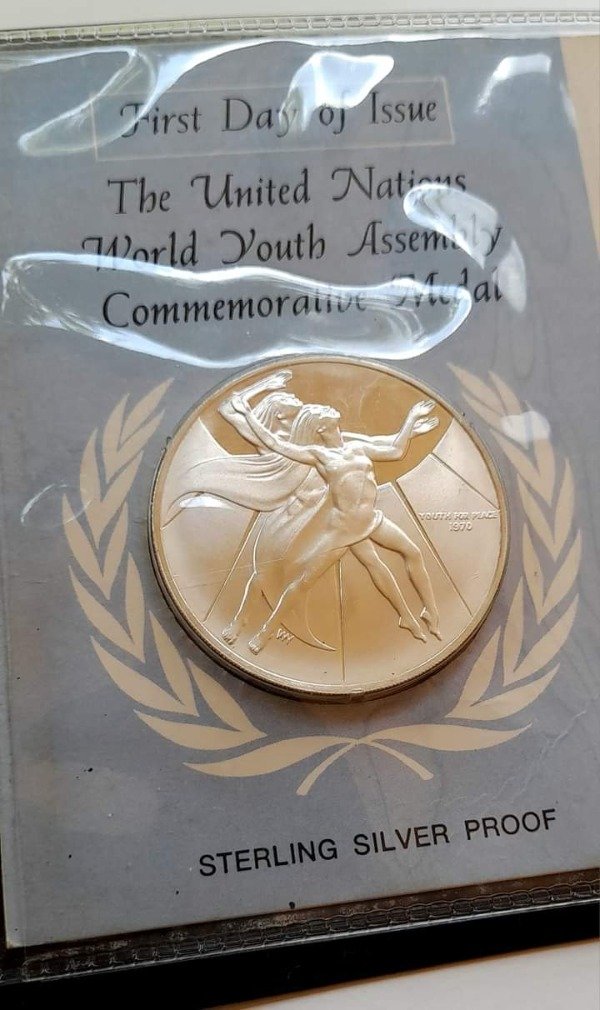 First Day of Issue
The United Nations
World Youth Assembly
Commemorative Medal
YOUTH FOR PEACE
1970
STERLING SILVER PROOF